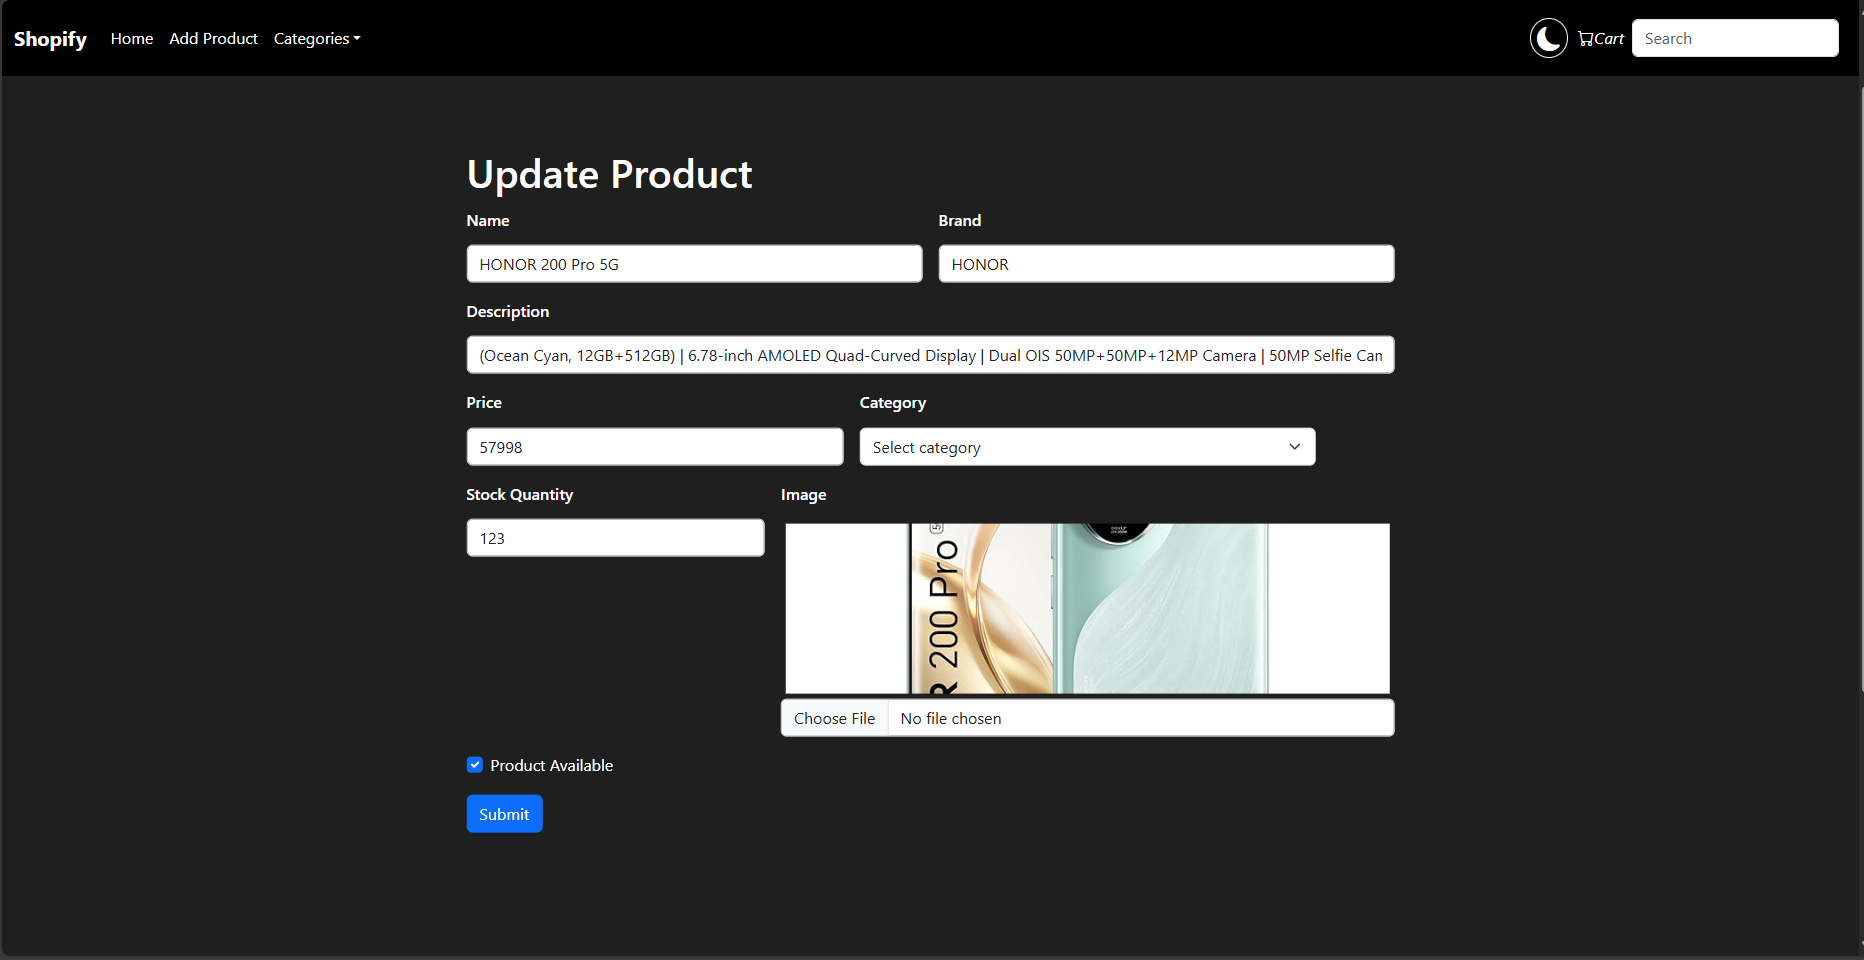 Shopify Home Add Product Categories Cart Search
Update Product
Name Brand
HONOR 200 Pro 5G HONOR
Description
(Ocean Cyan, 12GB+512GB) | 6.78-inch AMOLED Quad-Curved Display | Dual OIS 50MP+50MP+12MP Camera | 50MP Selfie Can
Price Category
57998 Select category
Stock Quantity Image
123
R 200 Pro 5
Choose File No file chosen
Product Available
Submit